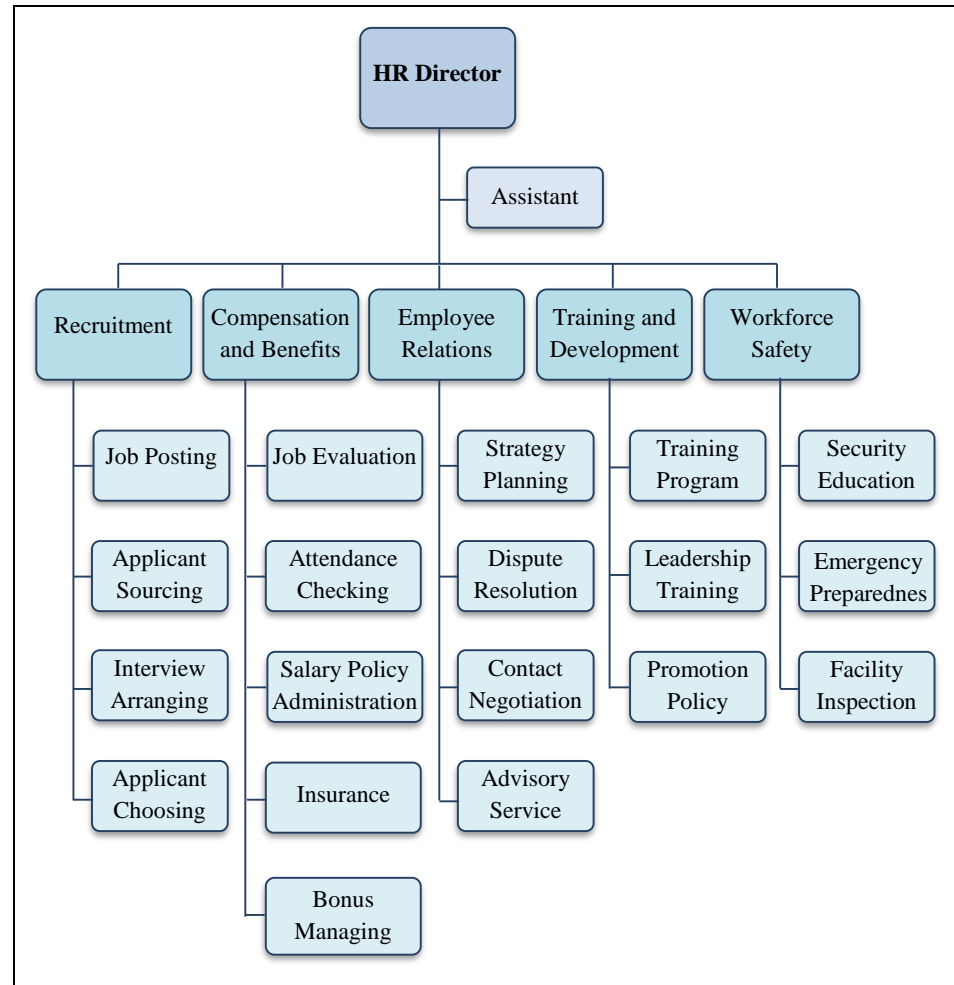 HR Director
Assistant
Recruitment
Compensation
and Benefits
Employee
Relations
Training and
Development
Workforce
Safety
Job Posting
Applicant
Sourcing
Interview
Arranging
Applicant
Choosing
Job Evaluation
Attendance
Checking
Salary Policy
Administration
Insurance
Bonus
Managing
Strategy
Planning
Dispute
Resolution
Contact
Negotiation
Advisory
Service
Training
Program
Leadership
Training
Promotion
Policy
Security
Education
Emergency
Preparednes
Facility
Inspection